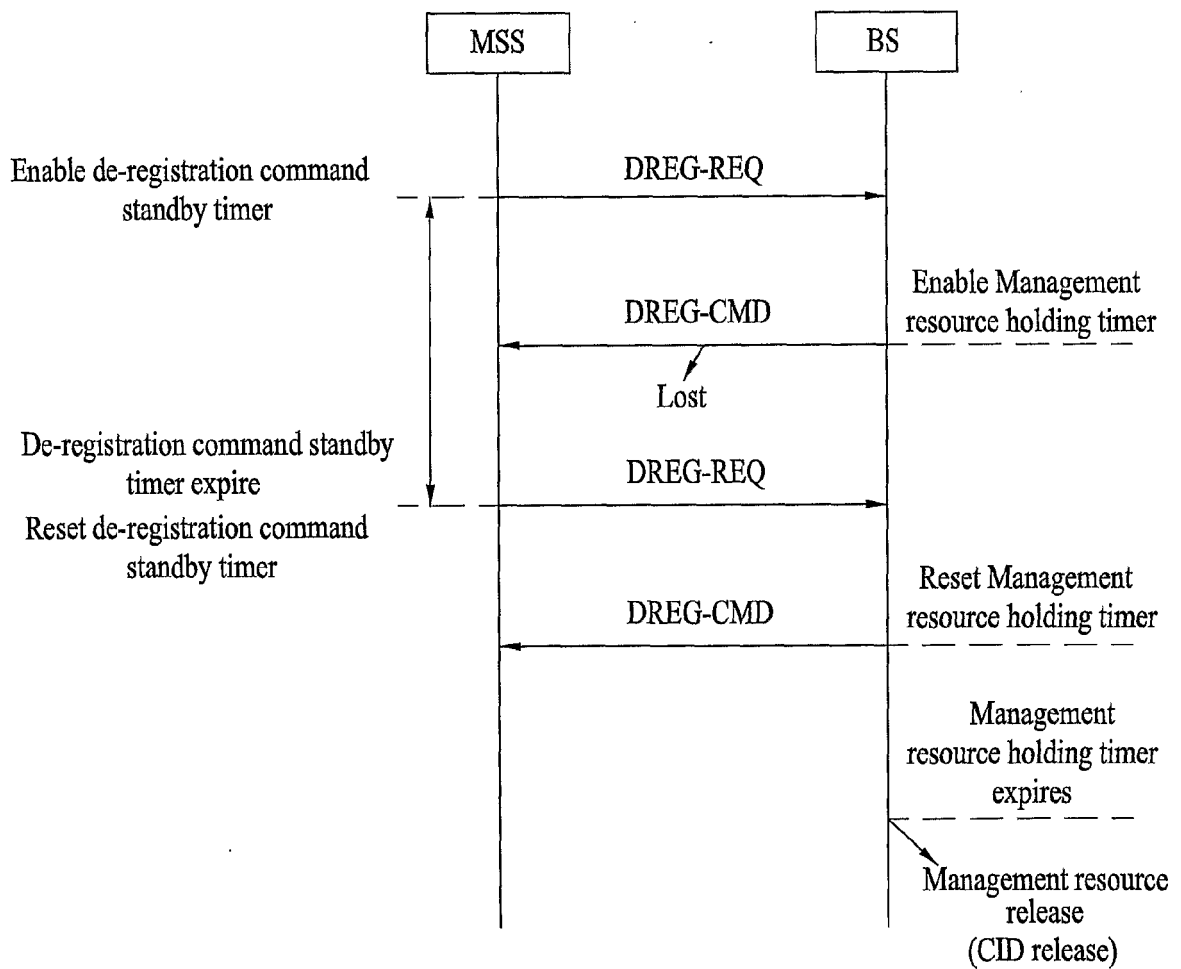 MSS
BS
Enable de-registration command
standby timer
DREG-REQ
Enable Management
resource holding timer
DREG-CMD
Lost
De-registration command standby
timer expire
DREG-REQ
Reset de-registration command
standby timer
Reset Management
resource holding timer
DREG-CMD
Management
resource holding timer
expires
Management resource
release
(CID release)